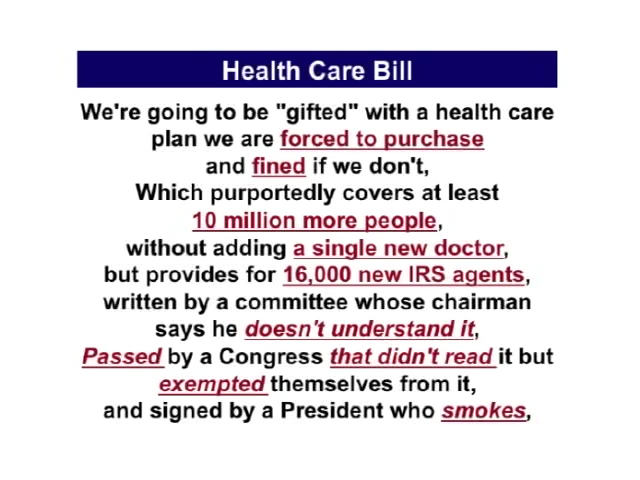 Health Care Bill
We're going to be "gifted" with a health care
plan we are forced to purchase
and fined if we don't,
Which purportedly covers at least
10 million more people,
without adding a single new doctor,
but provides for 16,000 new IRS agents,
written by a committee whose chairman
says he doesn't understand it,
Passed by a Congress that didn't read it but
exempted themselves from it,
and signed by a President who smokes,